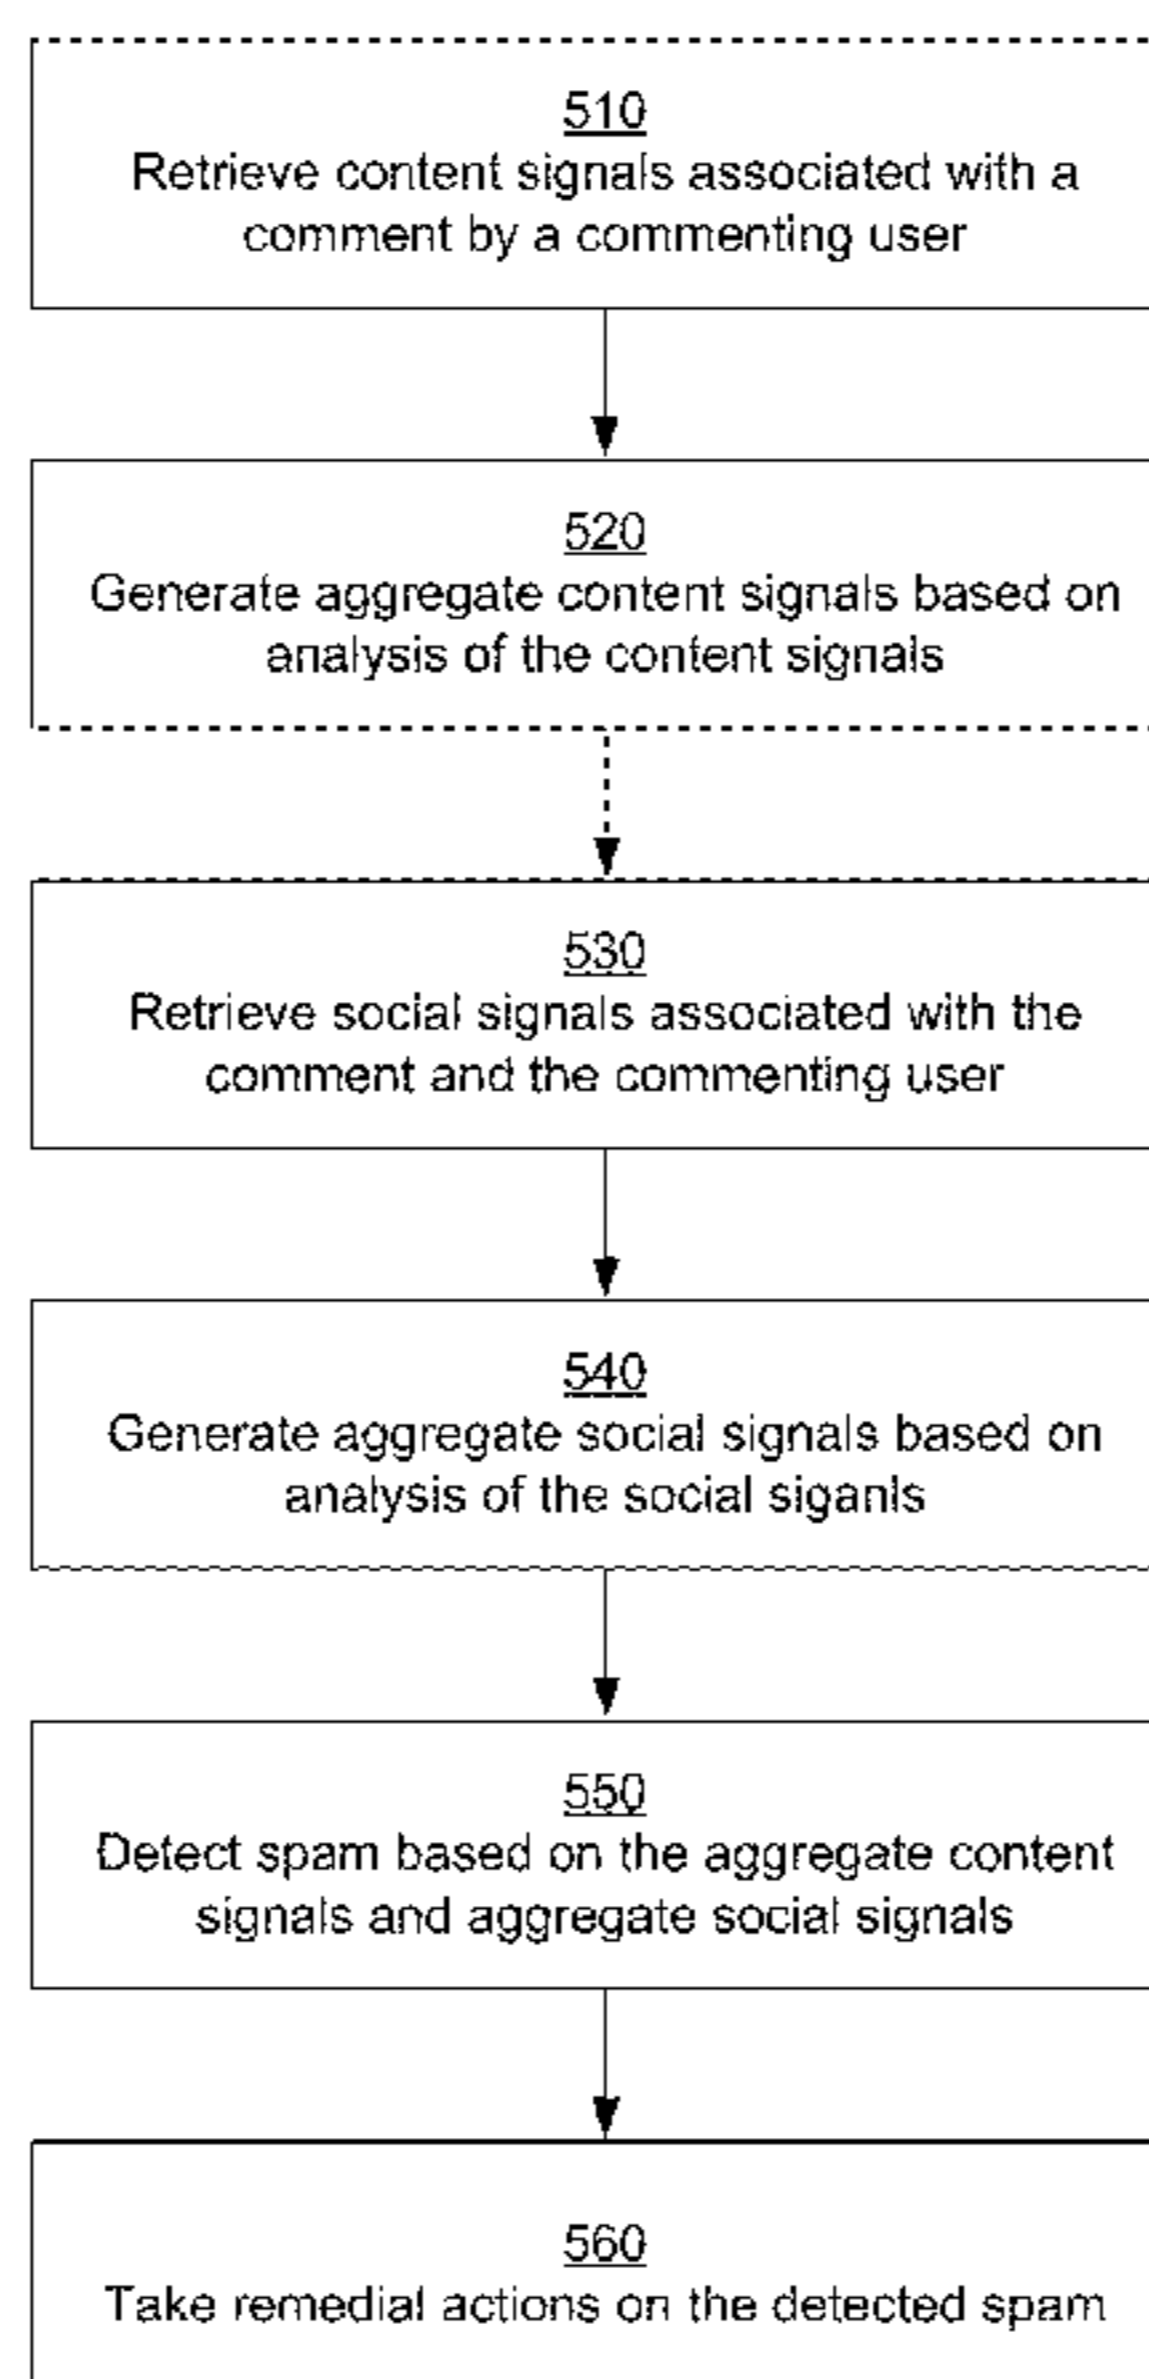 510
Retrieve content signals associated with a
comment by a commenting user
520
Generate aggregate content signals based on
analysis of the content signals
530
Retrieve social signals associated with the
comment and the commenting user
540
Generate aggregate social signals based on
analysis of the social siganls
550
Detect spam based on the aggregate content
signals and aggregate social signals
560
Take remedial actions on the detected spam